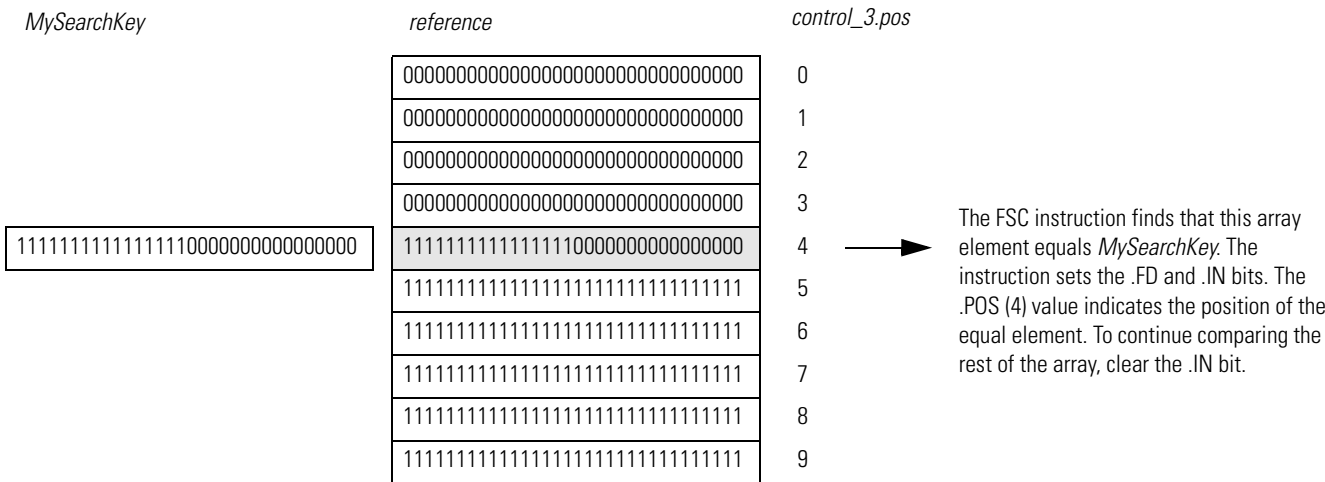 MySearchKey reference control_3.pos
00000000000000000000000000000000 0
00000000000000000000000000000000 1
00000000000000000000000000000000 2
00000000000000000000000000000000 3
11111111111111110000000000000000 11111111111111110000000000000000 4
11111111111111111111111111111111 5
11111111111111111111111111111111 6
11111111111111111111111111111111 7
11111111111111111111111111111111 8
11111111111111111111111111111111 9
The FSC instruction finds that this array
element equals MySearchKey. The
instruction sets the .FD and .IN bits. The
.POS (4) value indicates the position of the
equal element. To continue comparing the
rest of the array, clear the .IN bit.